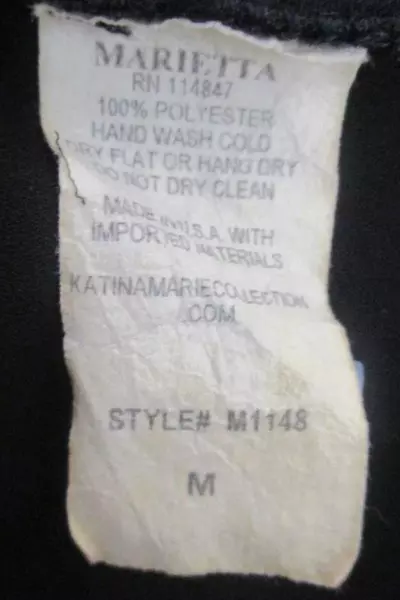 MARIETTA
RN 114847
100% POLYESTER
HAND WASH COLD
DRY FLAT OR HANG DRY
DO NOT DRY CLEAN
MADE IN U.S.A. WITH
IMPORTED MATERIALS
KATINAMARIECOLLECTION
.COM
STYLE# M1148
M